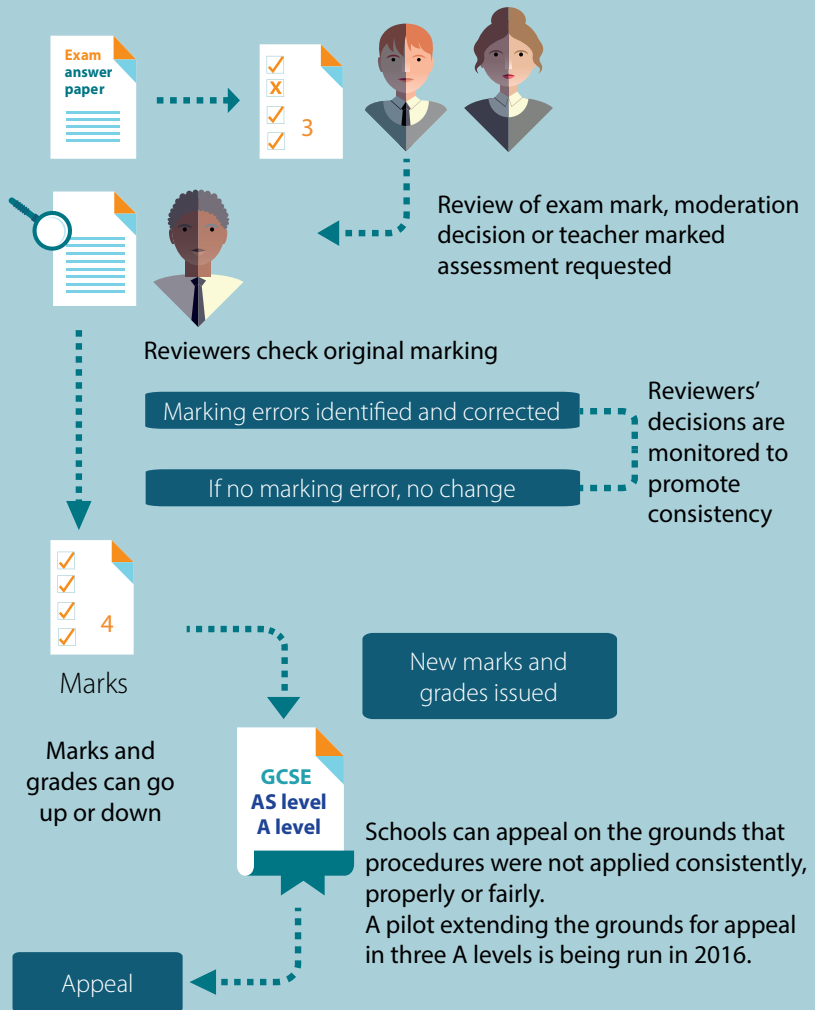 Exam
answer
paper
X
3
Review of exam mark, moderation
decision or teacher marked
assessment requested
Reviewers check original marking
Marking errors identified and corrected
If no marking error, no change
Reviewers’
decisions are
monitored to
promote
consistency
4
Marks
Marks and
grades can go
up or down
New marks and
grades issued
GCSE
AS level
A level
Schools can appeal on the grounds that
procedures were not applied consistently,
properly or fairly.
A pilot extending the grounds for appeal
in three A levels is being run in 2016.
Appeal